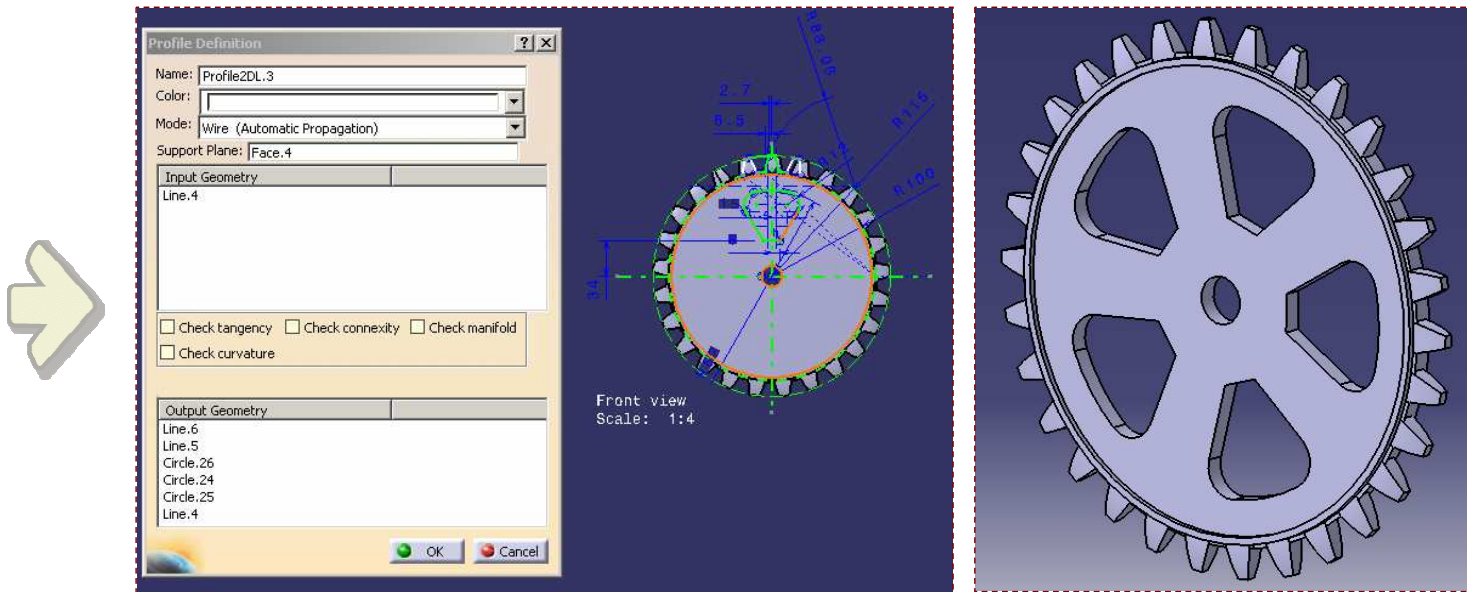 Profile Definition
Name: Profile2DL.3
Color:
Mode: Wire (Automatic Propagation)
Support Plane: Face.4
Input Geometry
Line.4
Check tangency Check connexity Check manifold
Check curvature
Output Geometry
Line.6
Line.5
Circle.26
Circle.24
Circle.25
Line.4
OK Cancel
2.7
6.5
R115
R100
34
Front view
Scale: 1:4